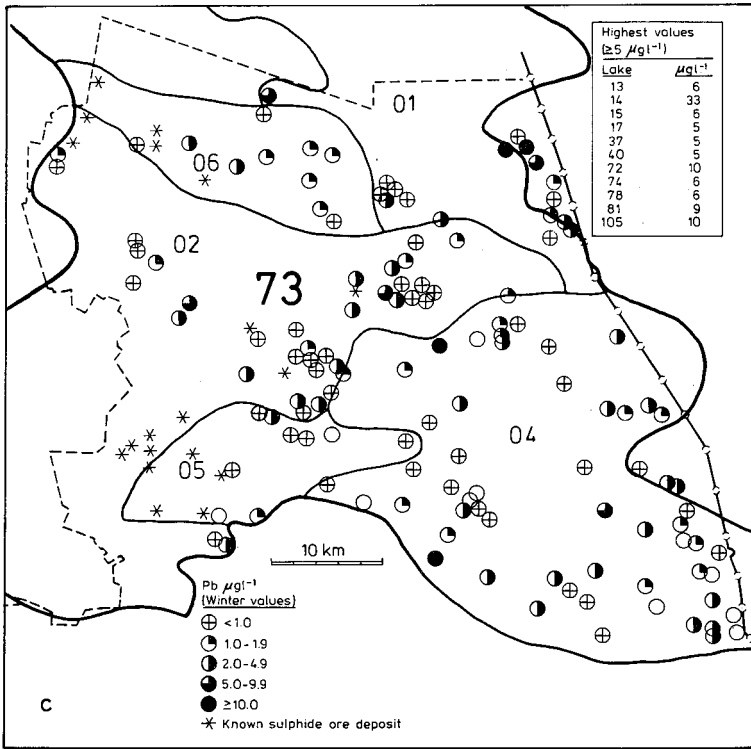 Highest values
(≥5 μgl⁻¹)
Lake μgl⁻¹
13 6
14 33
15 6
17 5
37 5
40 5
72 10
74 6
78 6
81 9
105 10
01
06
02
73
04
05
10 km
Pb μgl⁻¹
(Winter values)
<1.0
1.0-1.9
2.0-4.9
5.0-9.9
≥10.0
Known sulphide ore deposit
C